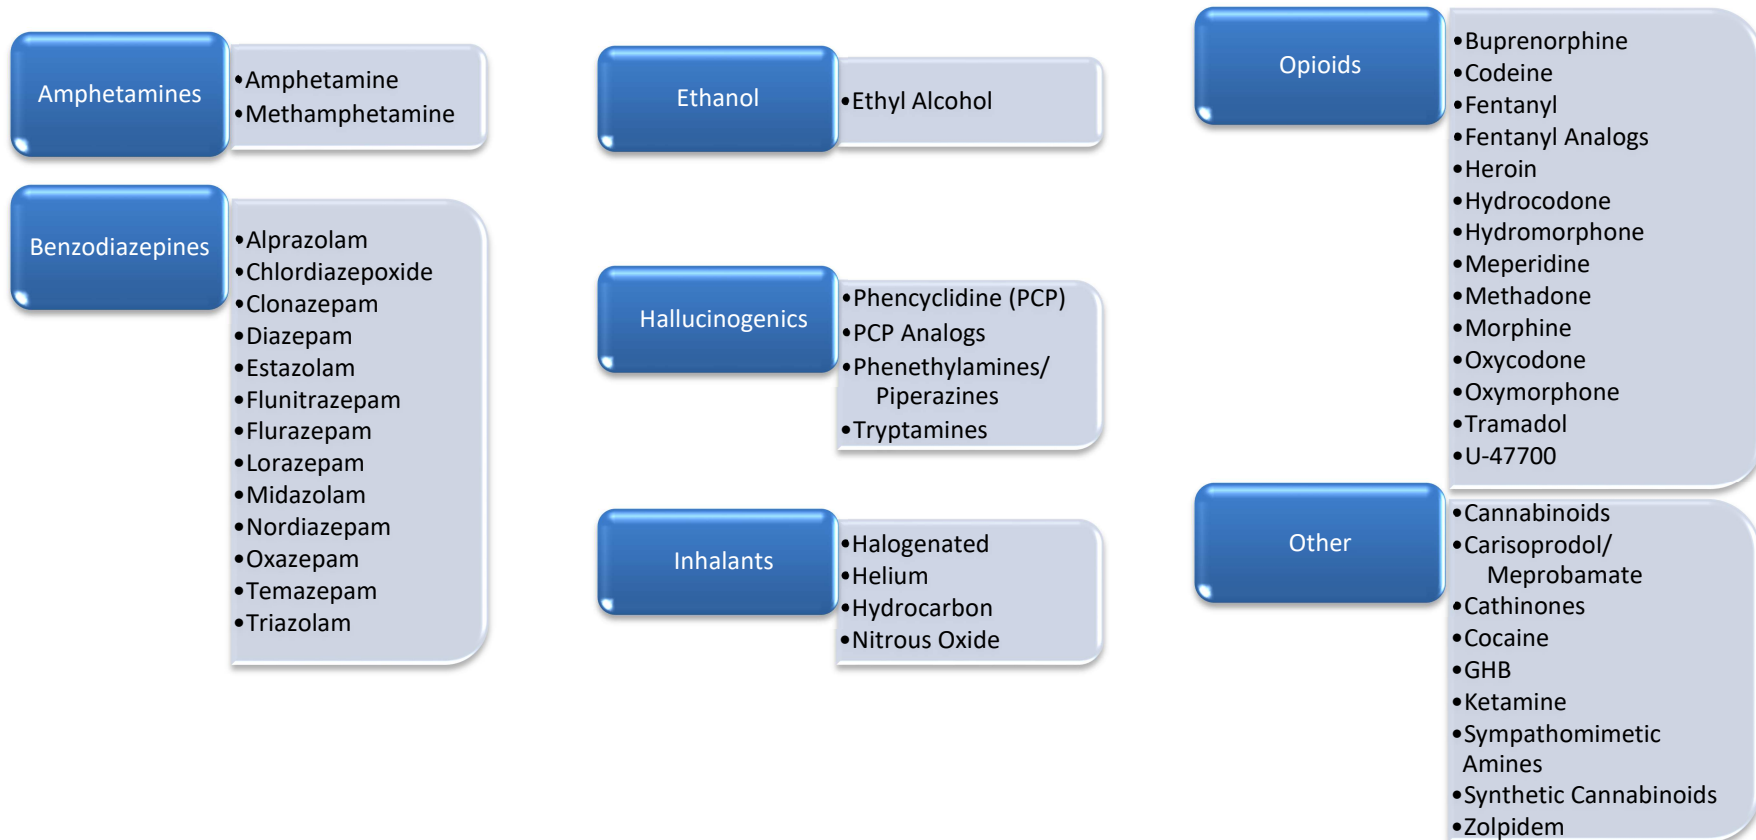 Amphetamines
•Amphetamine
•Methamphetamine
Benzodiazepines
•Alprazolam
•Chlordiazepoxide
•Clonazepam
•Diazepam
•Estazolam
•Flunitrazepam
•Flurazepam
•Lorazepam
•Midazolam
•Nordiazepam
•Oxazepam
•Temazepam
•Triazolam
Ethanol
•Ethyl Alcohol
Hallucinogenics
•Phencyclidine (PCP)
•PCP Analogs
•Phenethylamines/
Piperazines
•Tryptamines
Inhalants
•Halogenated
•Helium
•Hydrocarbon
•Nitrous Oxide
Opioids
•Buprenorphine
•Codeine
•Fentanyl
•Fentanyl Analogs
•Heroin
•Hydrocodone
•Hydromorphone
•Meperidine
•Methadone
•Morphine
•Oxycodone
•Oxymorphone
•Tramadol
•U-47700
Other
•Cannabinoids
•Carisoprodol/
Meprobamate
•Cathinones
•Cocaine
•GHB
•Ketamine
•Sympathomimetic
Amines
•Synthetic Cannabinoids
•Zolpidem